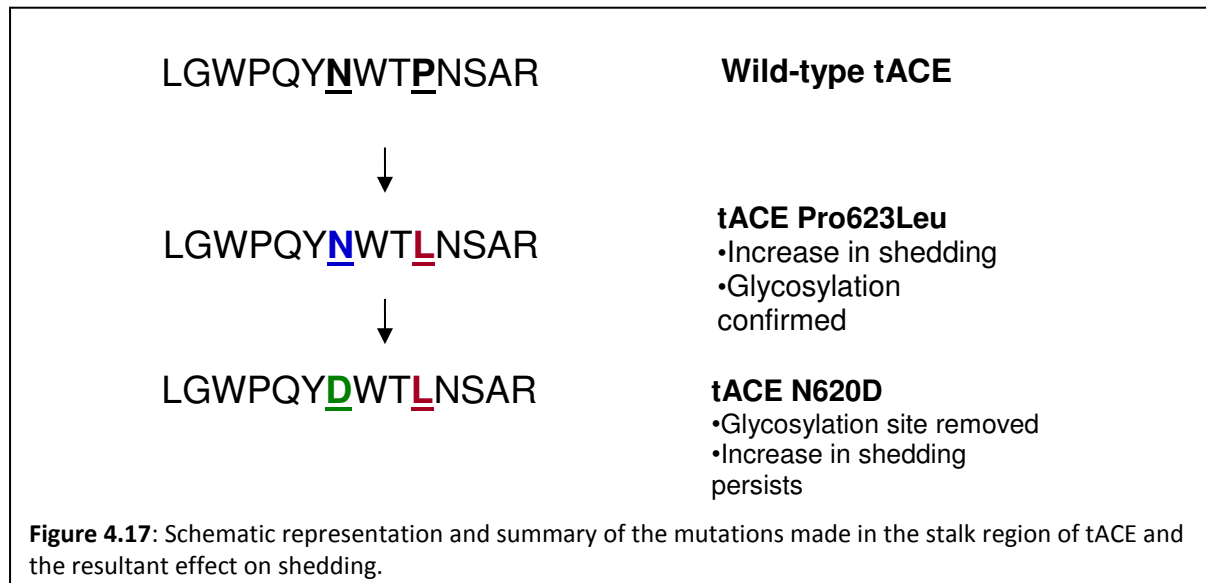 LGWPQYNWTPNSAR
Wild-type tACE
LGWPQYNWTLNSAR
tACE Pro623Leu
•Increase in shedding
•Glycosylation
confirmed
LGWPQYDWTLNSAR
tACE N620D
•Glycosylation site removed
•Increase in shedding
persists
Figure 4.17: Schematic representation and summary of the mutations made in the stalk region of tACE and
the resultant effect on shedding.